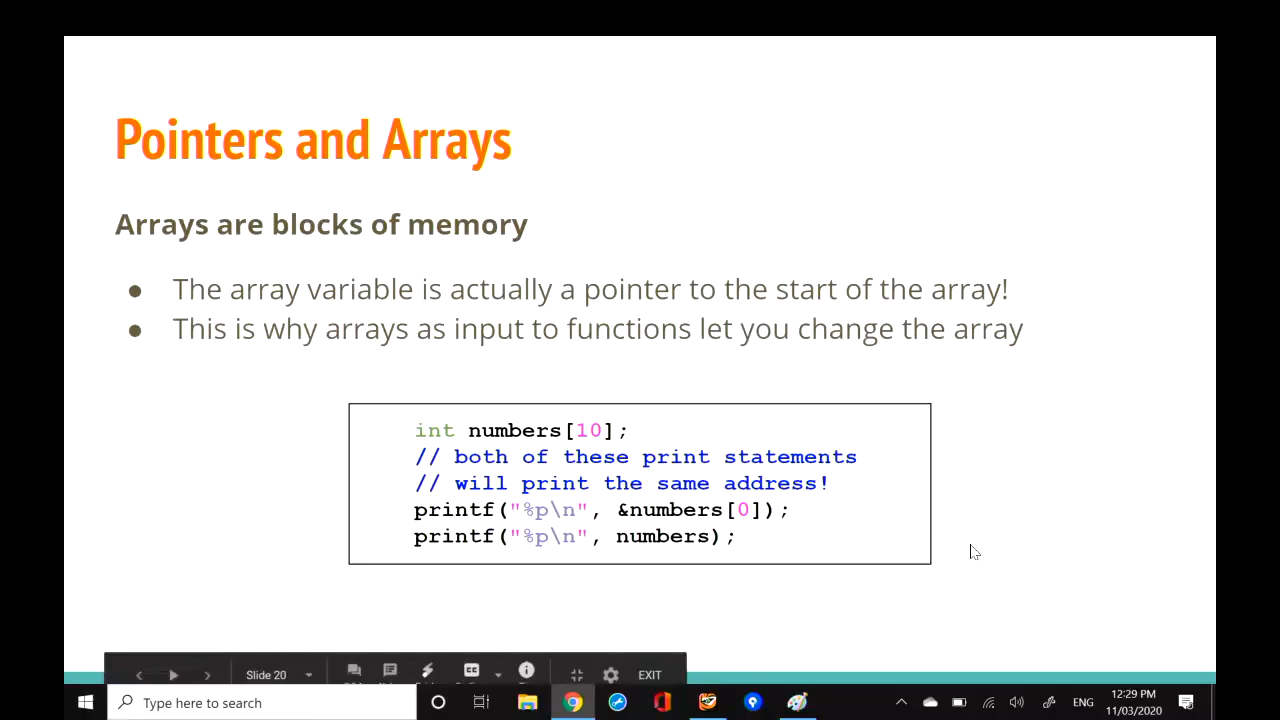 Pointers and Arrays
Arrays are blocks of memory
● The array variable is actually a pointer to the start of the array!
● This is why arrays as input to functions let you change the array
int numbers[10];
// both of these print statements
// will print the same address!
printf("%p\n", &numbers[0]);
printf("%p\n", numbers);
Slide 20
CC
EXIT
Type here to search
ENG
12:29 PM
11/03/2020